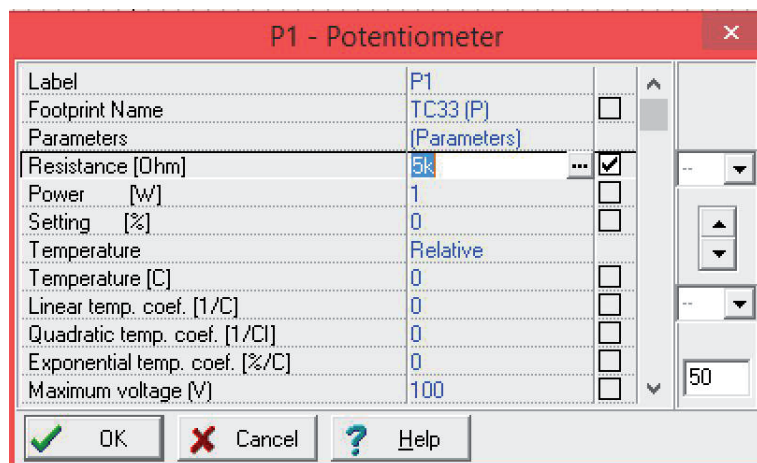 P1 - Potentiometer
Label P1
Footprint Name TC33 (P)
Parameters (Parameters)
Resistance [Ohm] 5k ...
Power [W] 1
Setting [%] 0
Temperature Relative
Temperature [C] 0
Linear temp. coef. [1/C] 0
Quadratic temp. coef. [1/CI] 0
Exponential temp. coef. [%/C] 0
Maximum voltage (V) 100
--
--
50
OK Cancel ? Help